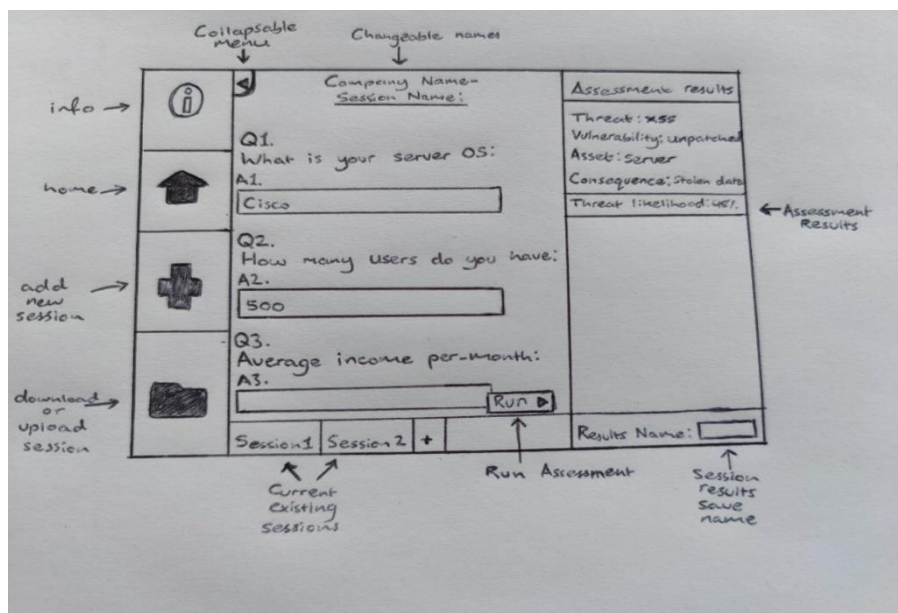 Collapsable
menu
Changeable names
info
home
add
new
session
download
or
upload
session
Company Name-
Session Name:
Q1.
What is your server OS:
A1.
Cisco
Q2.
How many users do you have:
A2.
500
Q3.
Average income per-month:
A3.
Run
Session1
Session 2
+
Assessment results
Threat: XSS
Vulnerability: unpatched
Asset: Server
Consequence: Stolen data
Threat likelihood: 45%
Results Name:
Assessment
Results
Current
existing
sessions
Run Assessment
Session
results
save
name